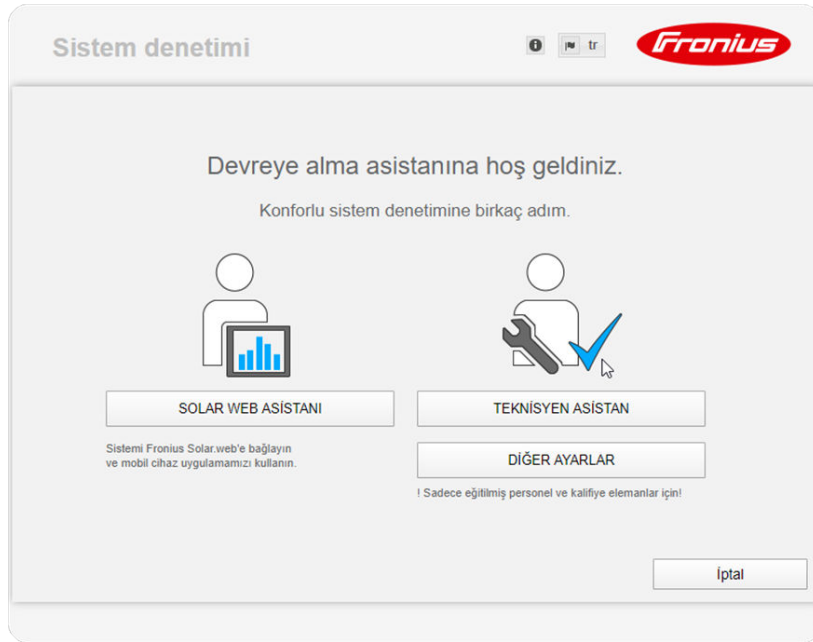 Sistem denetimi
tr
Fronius
Devreye alma asistanına hoş geldiniz.
Konforlu sistem denetimine birkaç adım.
SOLAR WEB ASİSTANI
Sistemi Fronius Solar.web'e bağlayın
ve mobil cihaz uygulamamızı kullanın.
TEKNİSYEN ASİSTAN
DİĞER AYARLAR
! Sadece eğitilmiş personel ve kalifiye elemanlar için!
İptal